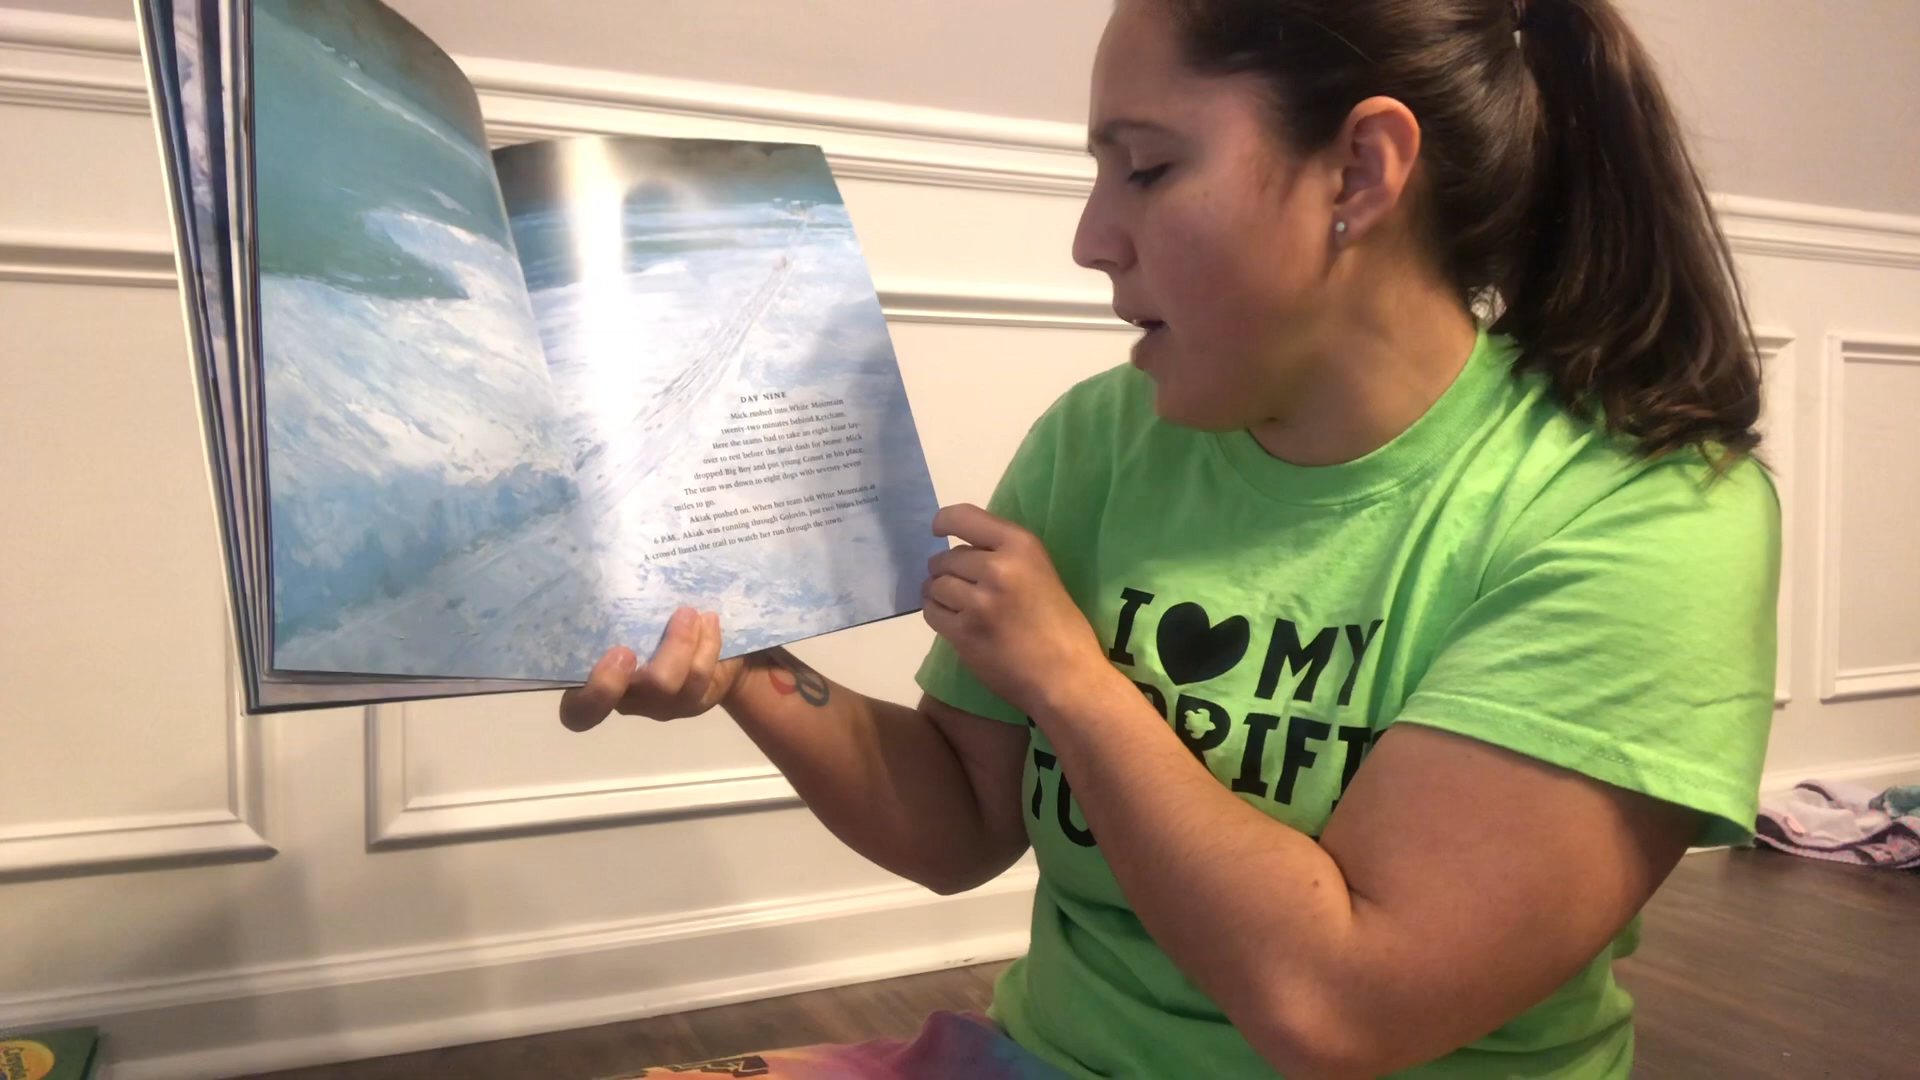 DAY NINE
Mick rushed into White Mountain
twenty-two minutes behind Ketcham.
Here the teams had to take an eight-hour lay-
over to rest before the final dash for Nome. Mick
dropped Big Boy and put young Comet in his place.
The team was down to eight dogs with seventy-seven
miles to go.
Akiak pushed on. When her team left White Mountain at
6 P.M., Akiak was running through Golovin, just two hours behind.
A crowd lined the trail to watch her run through the town.
I ♥ MY
TU